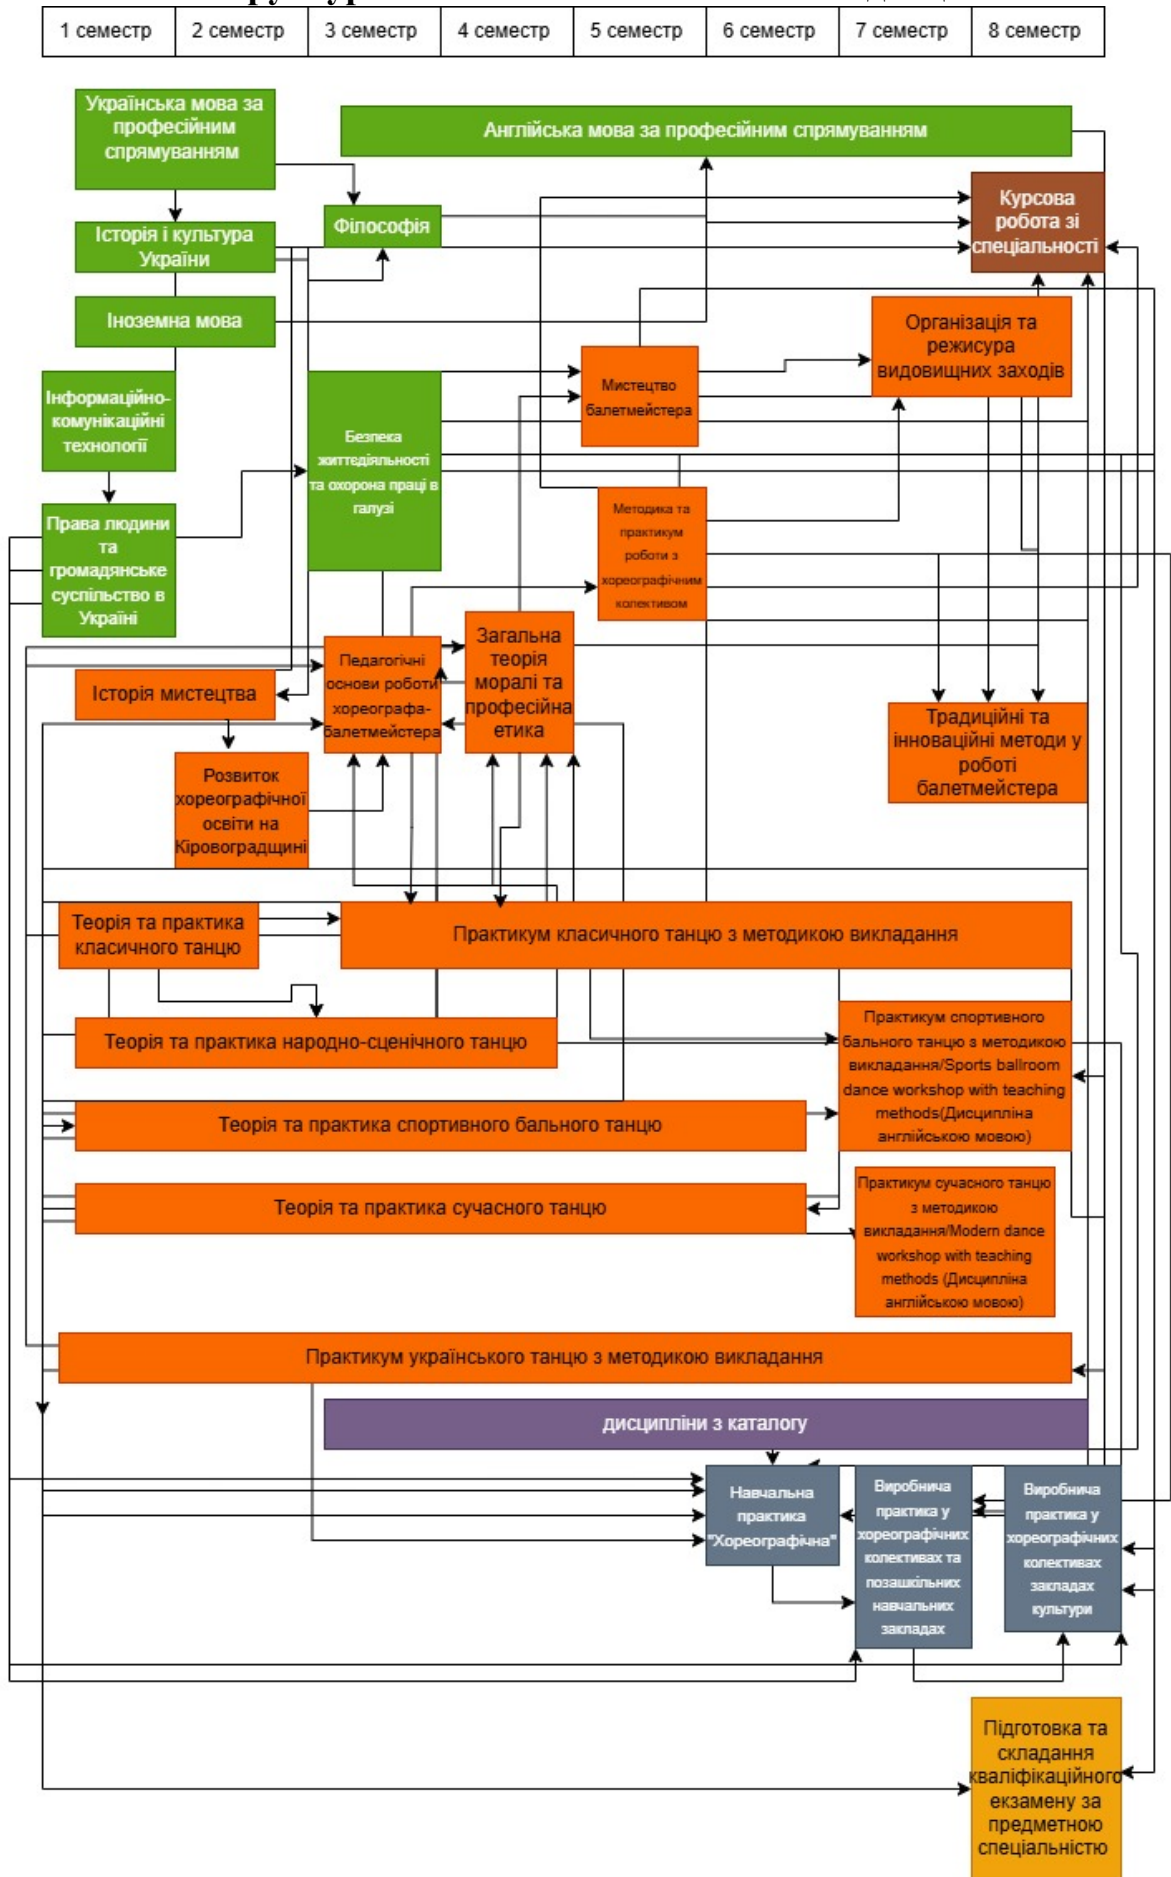 1 семестр 2 семестр 3 семестр 4 семестр 5 семестр 6 семестр 7 семестр 8 семестр
Українська мова за
професійним
спрямуванням
Англійська мова за професійним спрямуванням
Курсова
робота зі
спеціальності
Філософія
Історія і культура
України
Іноземна мова
Організація та
режисура
видовищних заходів
Мистецтво
балетмейстера
Інформаційно-
комунікаційні
технології
Безпека
життєдіяльності
та охорона праці в
галузі
Методика та
практикум
роботи з
хореографічним
колективом
Права людини
та
громадянське
суспільство в
Україні
Загальна
теорія
моралі та
професійна
етика
Педагогічні
основи роботи
хореографа-
балетмейстера
Історія мистецтва
Традиційні та
інноваційні методи у
роботі
балетмейстера
Розвиток
хореографічної
освіти на
Кіровоградщині
Теорія та практика
класичного танцю
Практикум класичного танцю з методикою викладання
Теорія та практика народно-сценічного танцю
Практикум спортивного
бального танцю з методикою
викладання/Sports ballroom
dance workshop with teaching
methods(Дисципліна
англійською мовою)
Теорія та практика спортивного бального танцю
Теорія та практика сучасного танцю
Практикум сучасного танцю
з методикою
викладання/Modern dance
workshop with teaching
methods (Дисципліна
англійською мовою)
Практикум українського танцю з методикою викладання
дисципліни з каталогу
Навчальна
практика
"Хореографічна"
Виробнича
практика у
хореографічних
колективах та
позашкільних
навчальних
закладах
Виробнича
практика у
хореографічних
колективах
закладах
культури
Підготовка та
складання
кваліфікаційного
екзамену за
предметною
спеціальністю